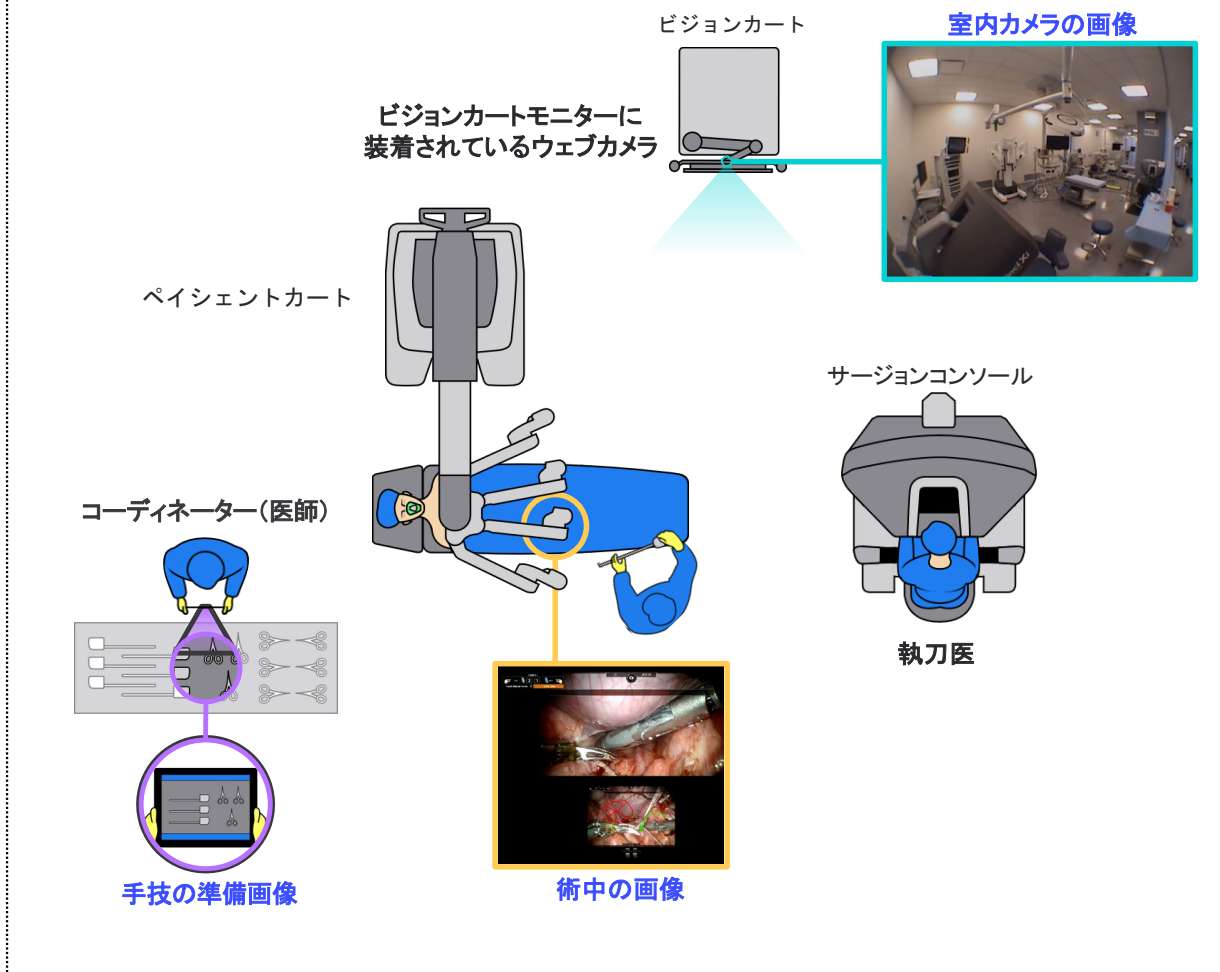 ビジョンカート
室内カメラの画像
ビジョンカートモニターに
装着されているウェブカメラ
ペイシェントカート
サージョンコンソール
コーディネーター（医師）
執刀医
手技の準備画像
術中の画像